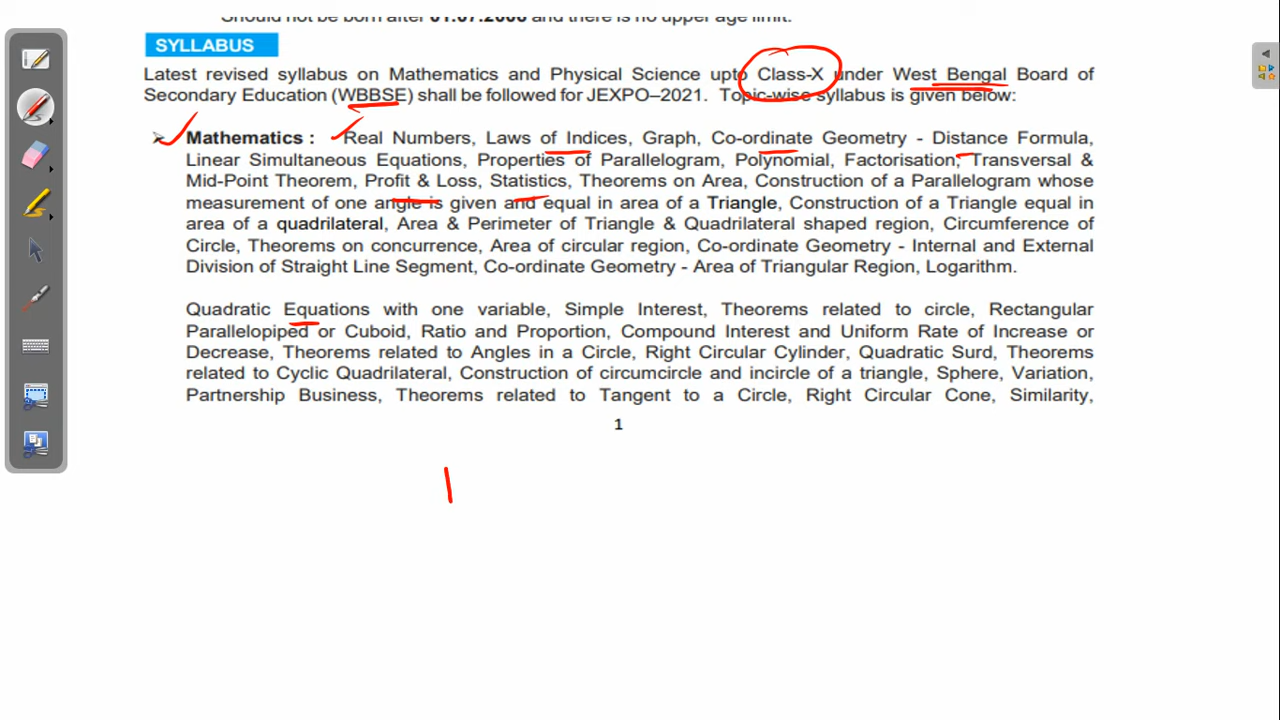 Should not be born after 01.07.2006 and there is no upper age limit.
SYLLABUS
Latest revised syllabus on Mathematics and Physical Science upto Class-X under West Bengal Board of
Secondary Education (WBBSE) shall be followed for JEXPO–2021. Topic-wise syllabus is given below:
➢ Mathematics : Real Numbers, Laws of Indices, Graph, Co-ordinate Geometry - Distance Formula,
Linear Simultaneous Equations, Properties of Parallelogram, Polynomial, Factorisation, Transversal &
Mid-Point Theorem, Profit & Loss, Statistics, Theorems on Area, Construction of a Parallelogram whose
measurement of one angle is given and equal in area of a Triangle, Construction of a Triangle equal in
area of a quadrilateral, Area & Perimeter of Triangle & Quadrilateral shaped region, Circumference of
Circle, Theorems on concurrence, Area of circular region, Co-ordinate Geometry - Internal and External
Division of Straight Line Segment, Co-ordinate Geometry - Area of Triangular Region, Logarithm.
Quadratic Equations with one variable, Simple Interest, Theorems related to circle, Rectangular
Parallelopiped or Cuboid, Ratio and Proportion, Compound Interest and Uniform Rate of Increase or
Decrease, Theorems related to Angles in a Circle, Right Circular Cylinder, Quadratic Surd, Theorems
related to Cyclic Quadrilateral, Construction of circumcircle and incircle of a triangle, Sphere, Variation,
Partnership Business, Theorems related to Tangent to a Circle, Right Circular Cone, Similarity,
1